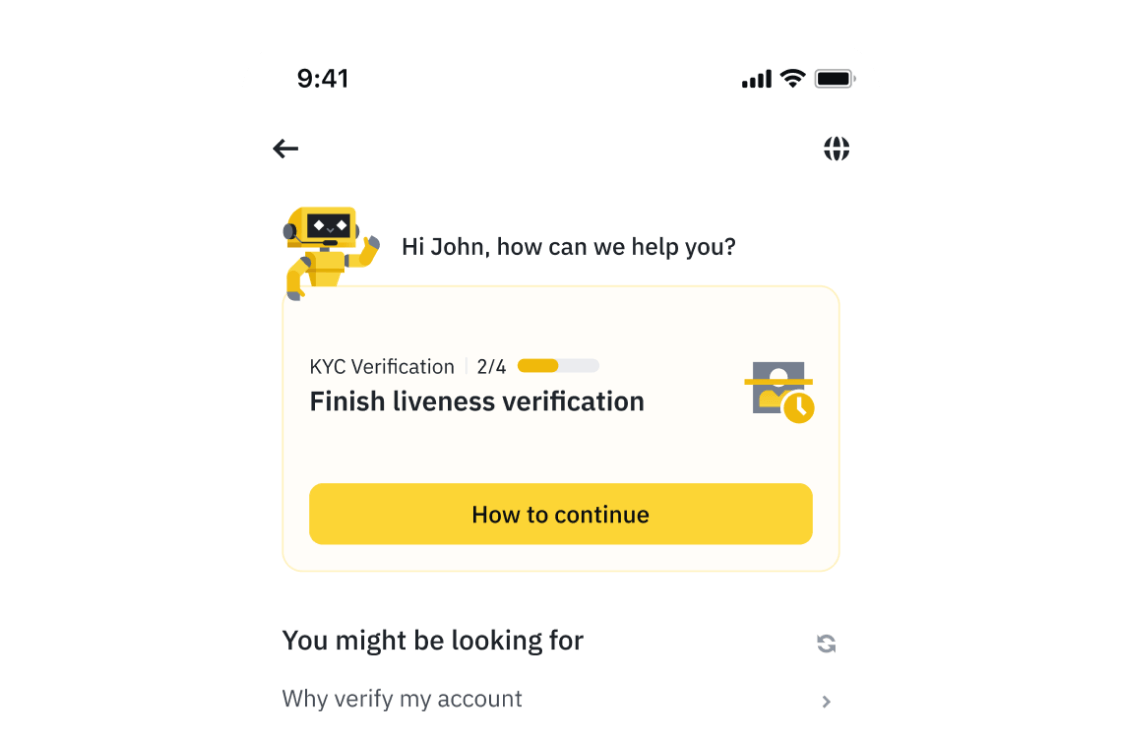 9:41
Hi John, how can we help you?
KYC Verification | 2/4
Finish liveness verification
How to continue
You might be looking for
Why verify my account